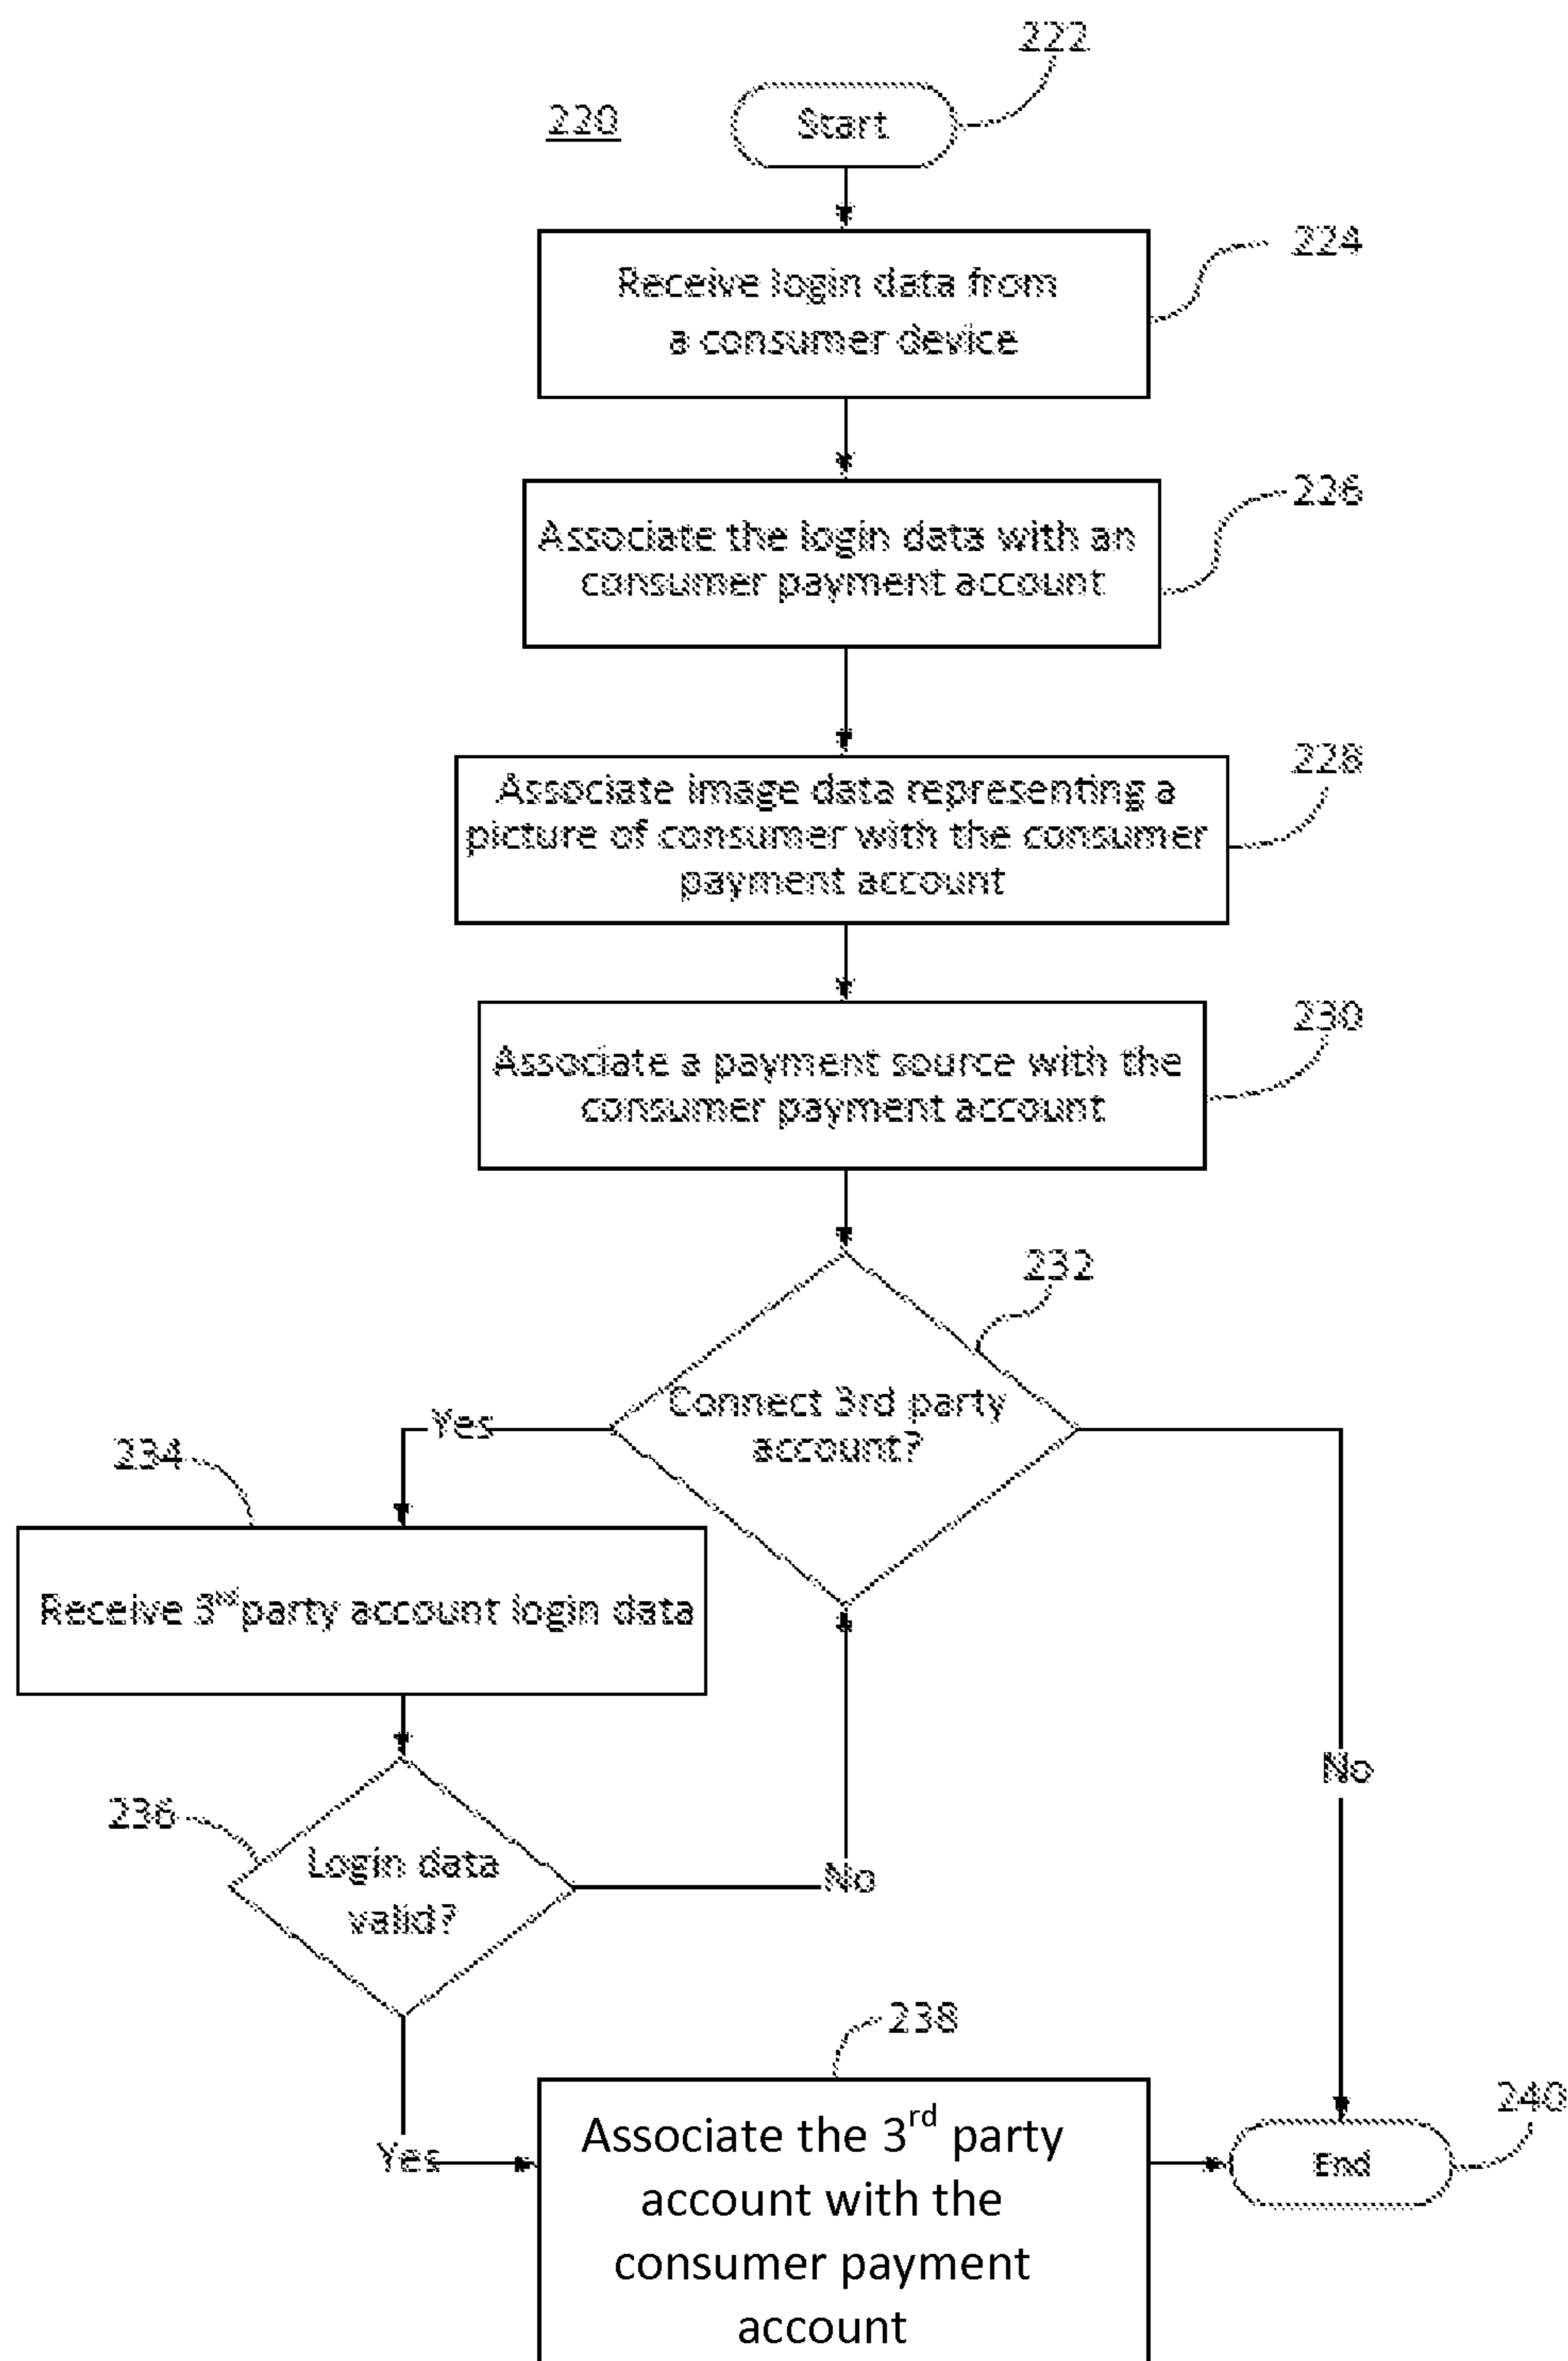 222
220
Start
224
Receive login data from
a consumer device
226
Associate the login data with an
consumer payment account
228
Associate image data representing a
picture of consumer with the consumer
payment account
230
Associate a payment source with the
consumer payment account
232
Connect 3rd party
account?
Yes
234
Receive 3rd party account login data
No
236
Login data
valid?
No
238
Yes
Associate the 3rd party
account with the
consumer payment
account
240
End